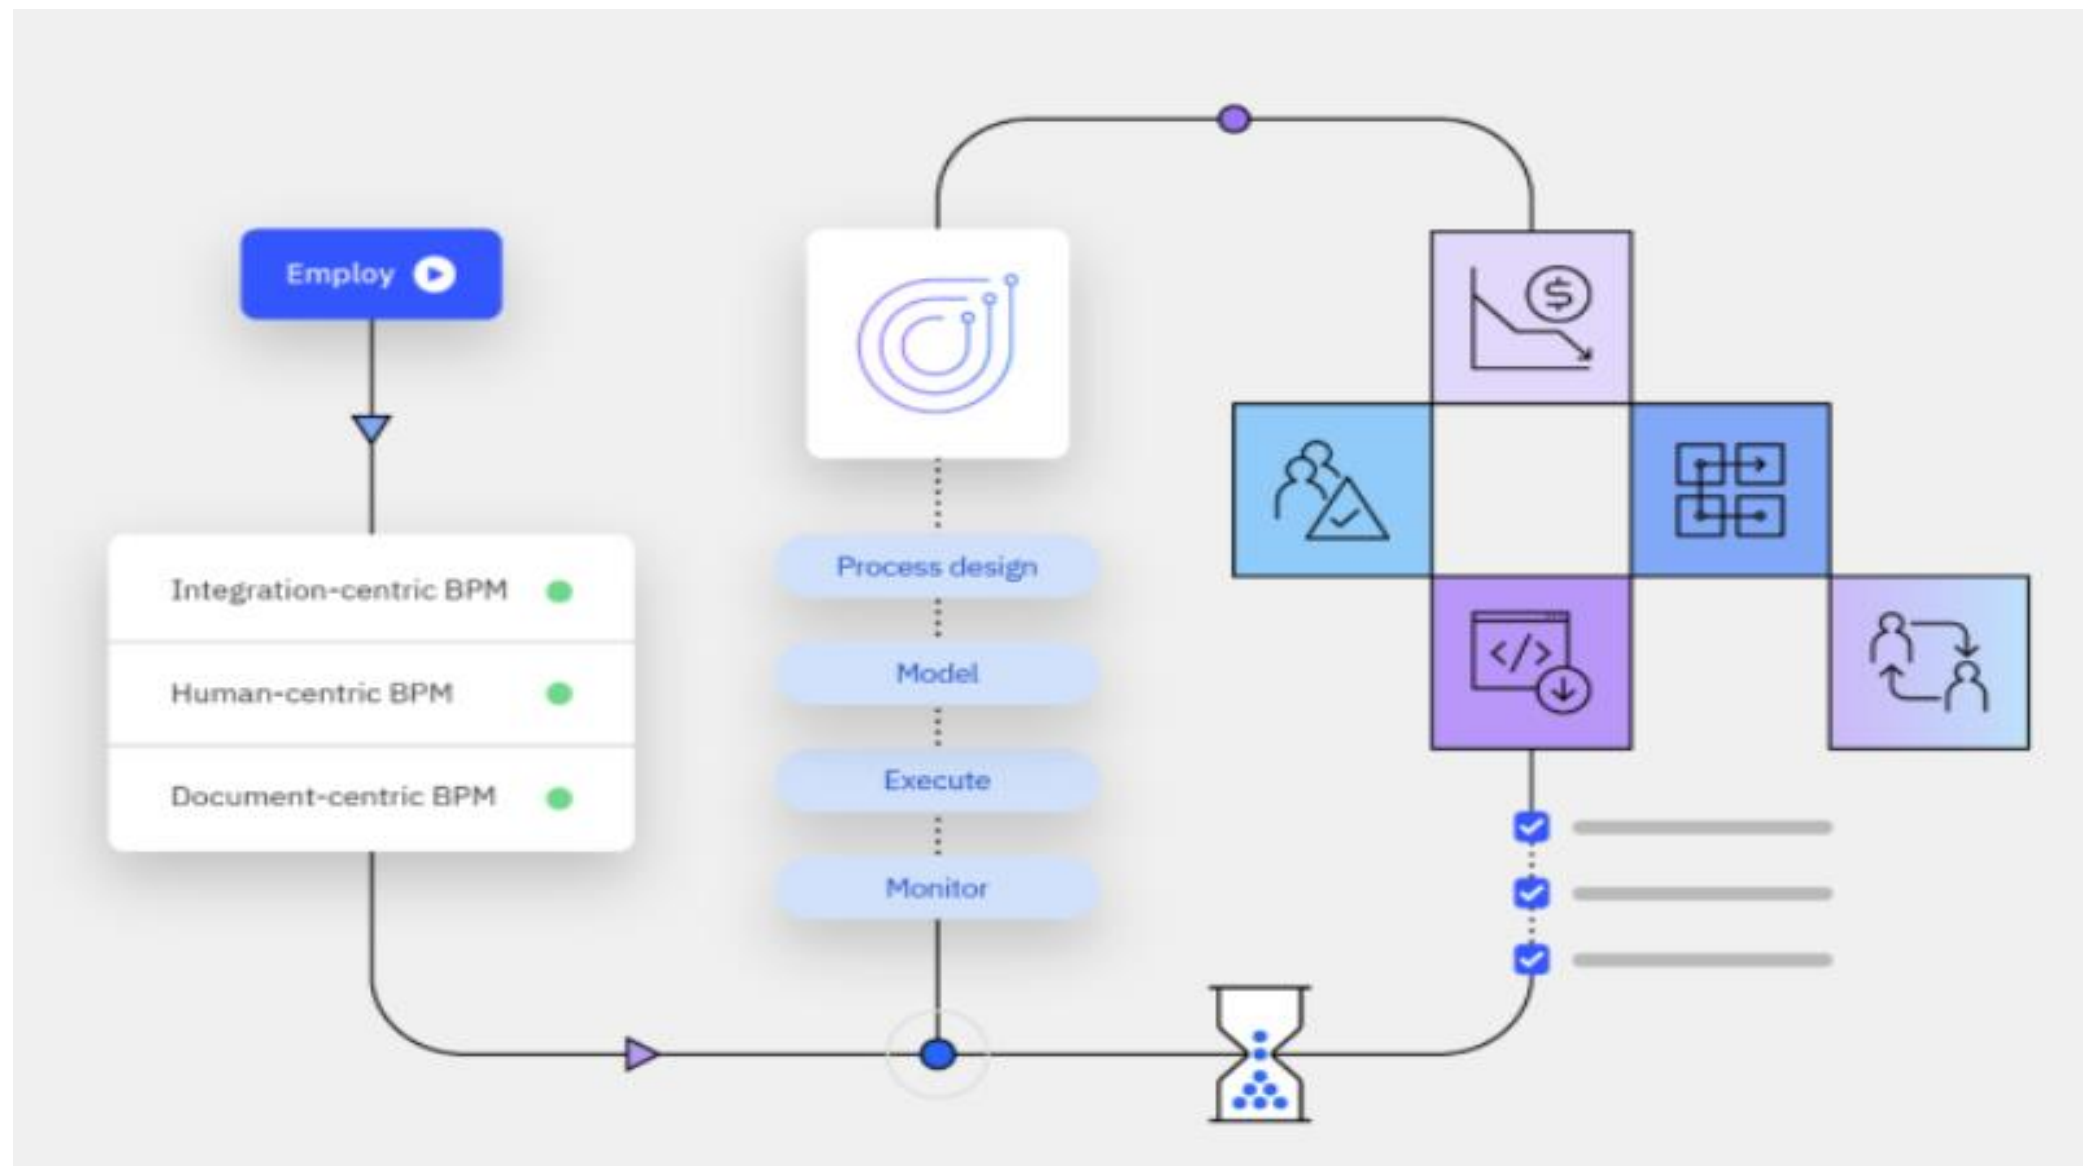 Employ
Integration-centric BPM
Human-centric BPM
Document-centric BPM
Process design
Model
Execute
Monitor
$
</>